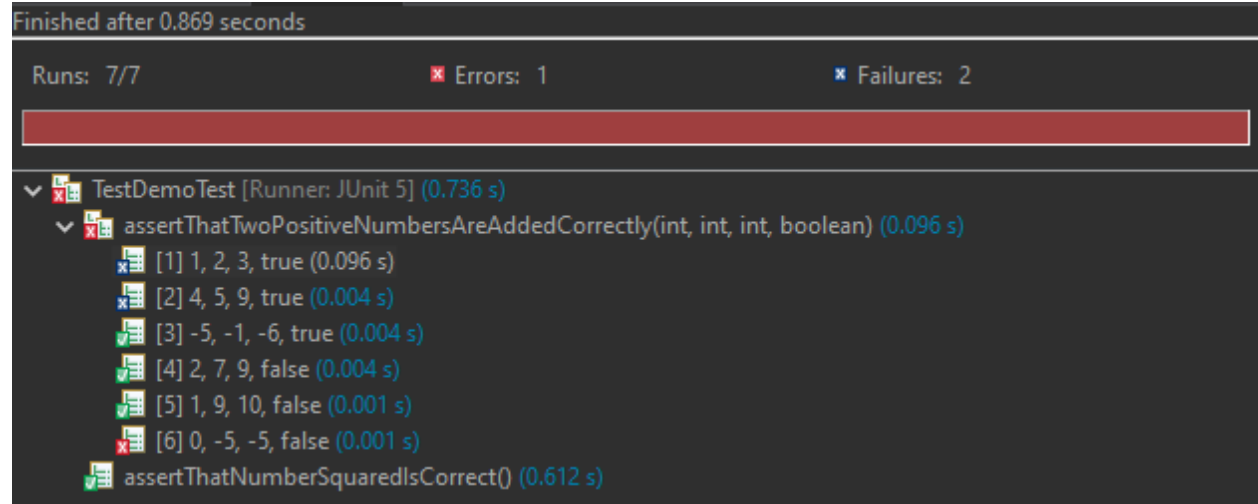 Finished after 0.869 seconds
Runs: 7/7 Errors: 1 Failures: 2
TestDemoTest [Runner: JUnit 5] (0.736 s)
assertThatTwoPositiveNumbersAreAddedCorrectly(int, int, int, boolean) (0.096 s)
[1] 1, 2, 3, true (0.096 s)
[2] 4, 5, 9, true (0.004 s)
[3] -5, -1, -6, true (0.004 s)
[4] 2, 7, 9, false (0.004 s)
[5] 1, 9, 10, false (0.001 s)
[6] 0, -5, -5, false (0.001 s)
assertThatNumberSquaredIsCorrect() (0.612 s)